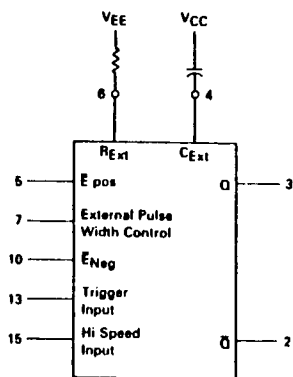 VEE VCC
6 4
RExt CExt
5 E̅ pos Q 3
7 External Pulse
Width Control
10 E̅Neg
13 Trigger
Input
15 Hi Speed
Input
Q̅ 2